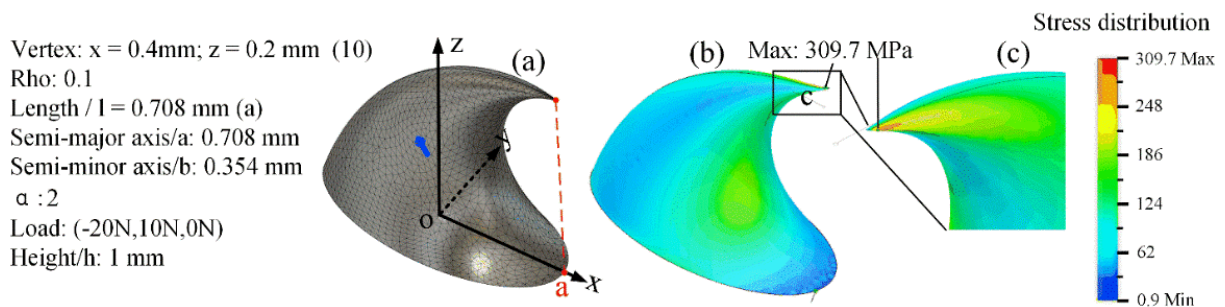 Vertex: x = 0.4mm; z = 0.2 mm (10)
Rho: 0.1
Length / l = 0.708 mm (a)
Semi-major axis/a: 0.708 mm
Semi-minor axis/b: 0.354 mm
α :2
Load: (-20N,10N,0N)
Height/h: 1 mm
z
(a)
y
o
x
a
(b)
Max: 309.7 MPa
c
(c)
Stress distribution
309.7 Max
248
186
124
62
0.9 Min